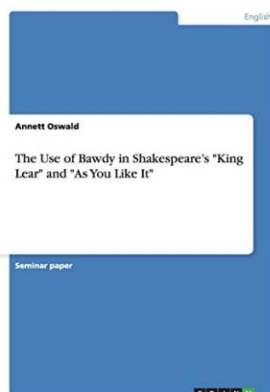 English
Annett Oswald
The Use of Bawdy in Shakespeare's "King
Lear" and "As You Like It"
Seminar paper